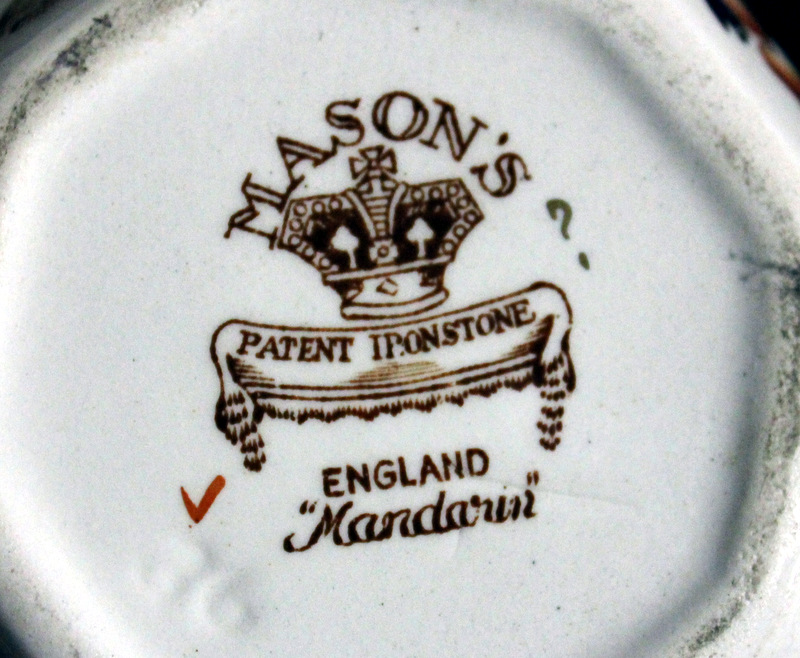 MASON'S
PATENT IRONSTONE
ENGLAND
"Mandarin"
?